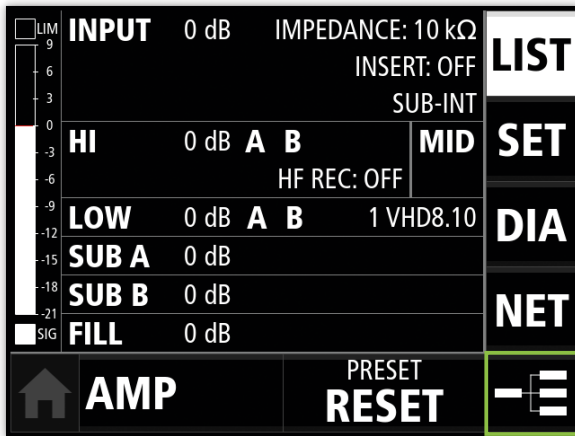 LIM
9
6
3
0
-3
-6
-9
-12
-15
-18
-21
SIG
INPUT 0 dB IMPEDANCE: 10 kΩ
INSERT: OFF
SUB-INT
HI 0 dB A B MID
HF REC: OFF
LOW 0 dB A B 1 VHD8.10
SUB A 0 dB
SUB B 0 dB
FILL 0 dB
LIST
SET
DIA
NET
AMP
PRESET
RESET